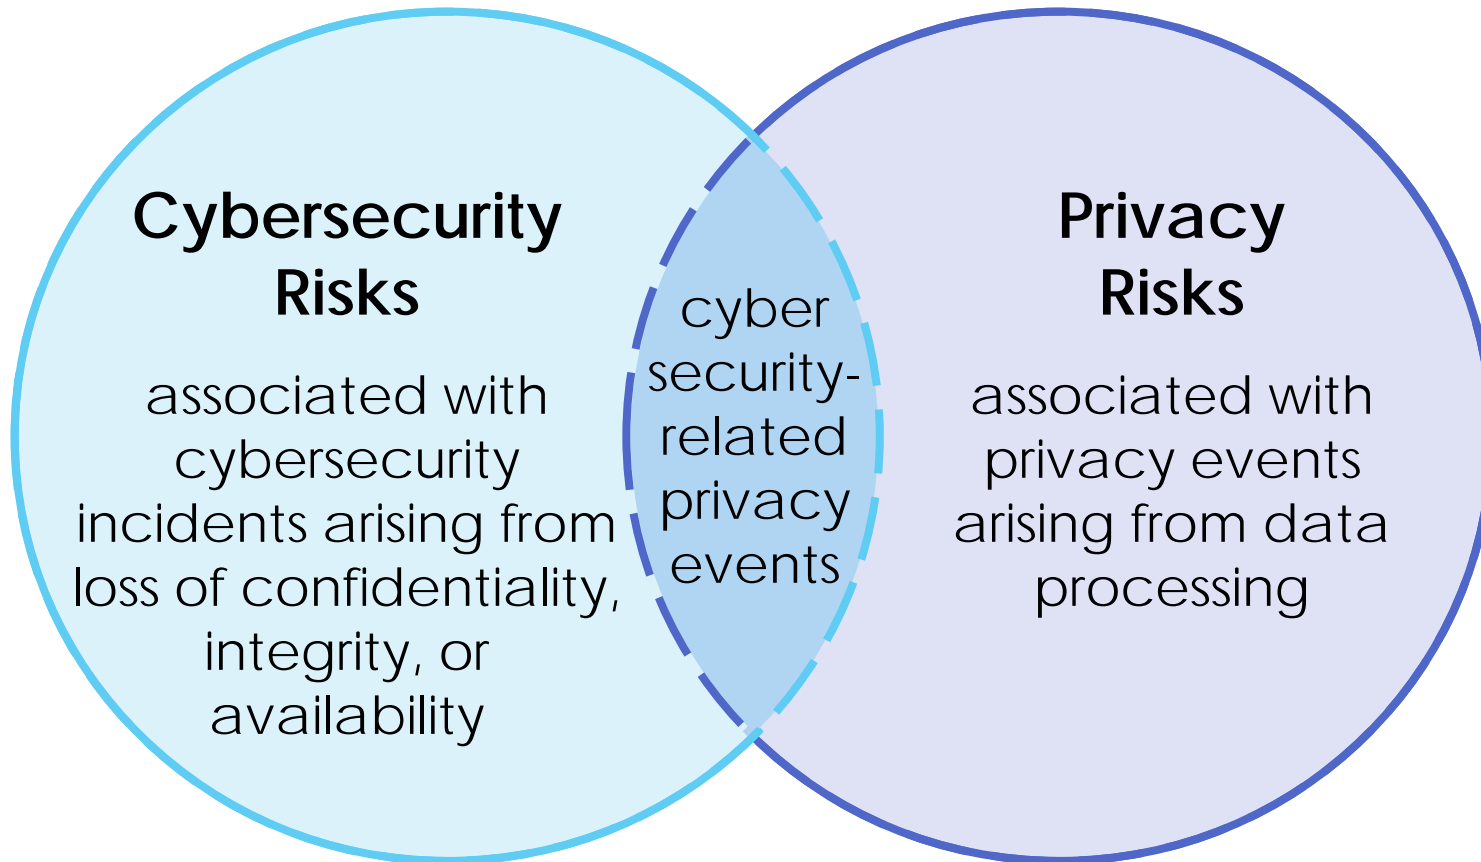 Cybersecurity
Risks
associated with
cybersecurity
incidents arising from
loss of confidentiality,
integrity, or
availability
cyber
security-
related
privacy
events
Privacy
Risks
associated with
privacy events
arising from data
processing